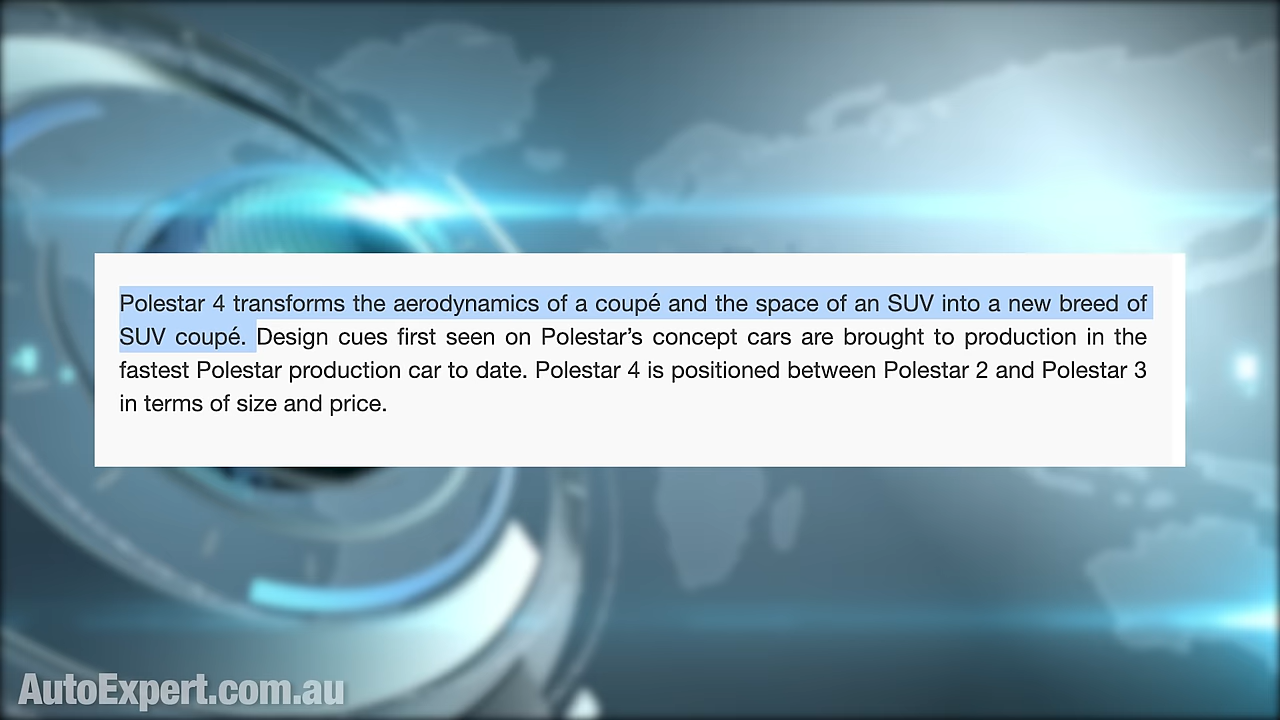 Polestar 4 transforms the aerodynamics of a coupé and the space of an SUV into a new breed of
SUV coupé. Design cues first seen on Polestar’s concept cars are brought to production in the
fastest Polestar production car to date. Polestar 4 is positioned between Polestar 2 and Polestar 3
in terms of size and price.
AutoExpert.com.au